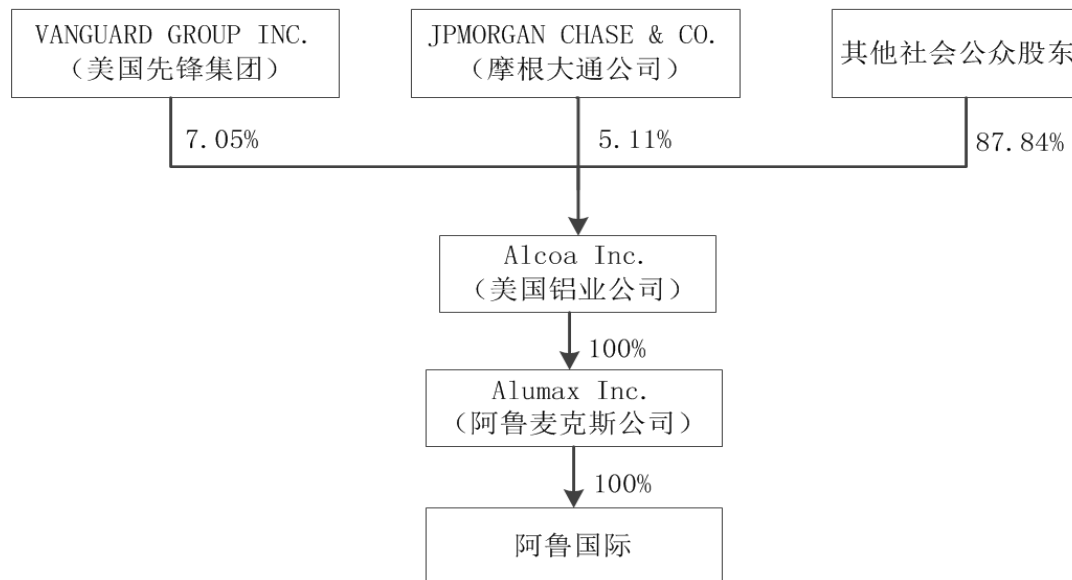 VANGUARD GROUP INC.
（美国先锋集团）
JPMORGAN CHASE & CO.
（摩根大通公司）
其他社会公众股东
7.05%
5.11%
87.84%
Alcoa Inc.
（美国铝业公司）
100%
Alumax Inc.
（阿鲁麦克斯公司）
100%
阿鲁国际